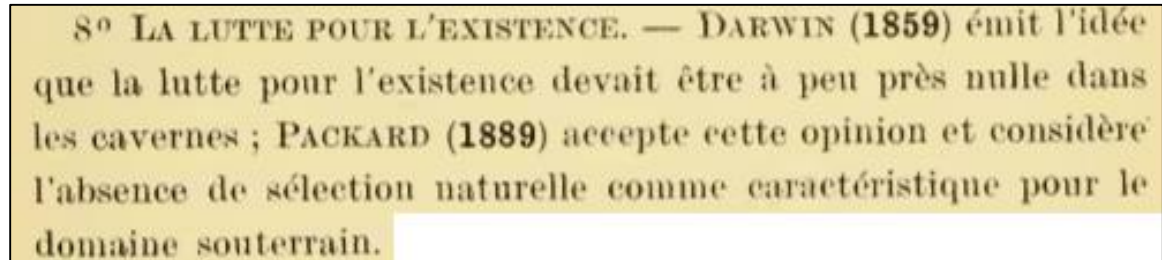 8º LA LUTTE POUR L'EXISTENCE. — DARWIN (1859) émit l'idée
que la lutte pour l'existence devait être à peu près nulle dans
les cavernes ; PACKARD (1889) accepte cette opinion et considère
l'absence de sélection naturelle comme caractéristique pour le
domaine souterrain.